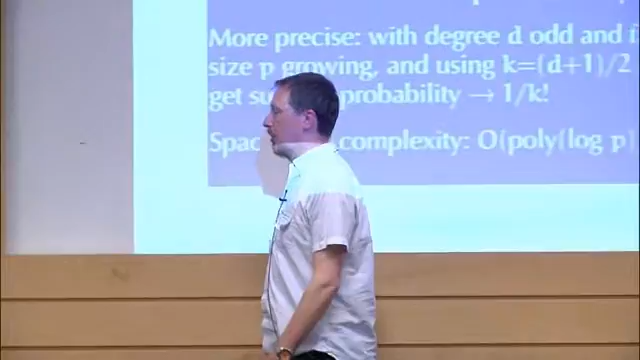 More precise: with degree d odd and
size p growing, and using k=(d+1)/2
get probability → 1/k!
complexity: O(poly(log p)